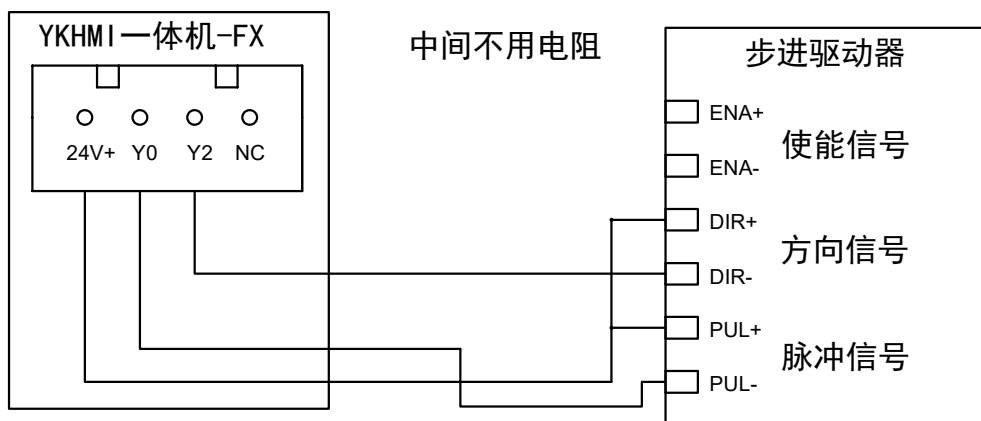 YKHMI一体机-FX
24V+ Y0 Y2 NC
中间不用电阻
步进驱动器
ENA+
使能信号
ENA-
DIR+
方向信号
DIR-
PUL+
脉冲信号
PUL-